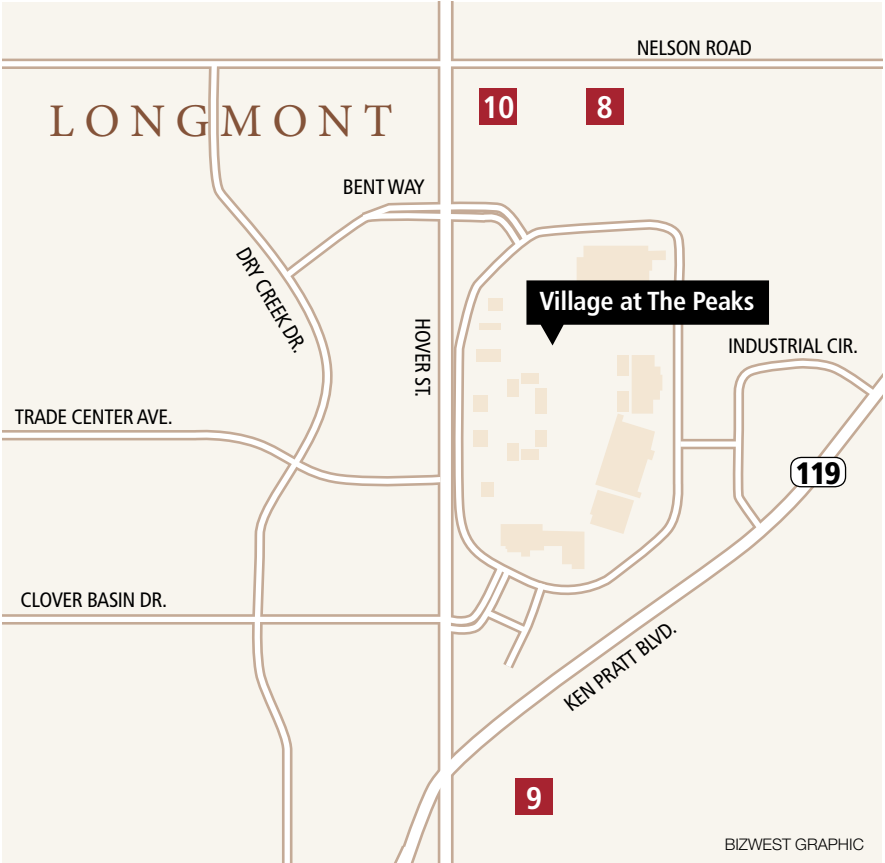 NELSON ROAD
10
8
LONGMONT
BENT WAY
DRY CREEK DR.
Village at The Peaks
HOVER ST.
INDUSTRIAL CIR.
TRADE CENTER AVE.
119
CLOVER BASIN DR.
KEN PRATT BLVD.
9
BIZWEST GRAPHIC